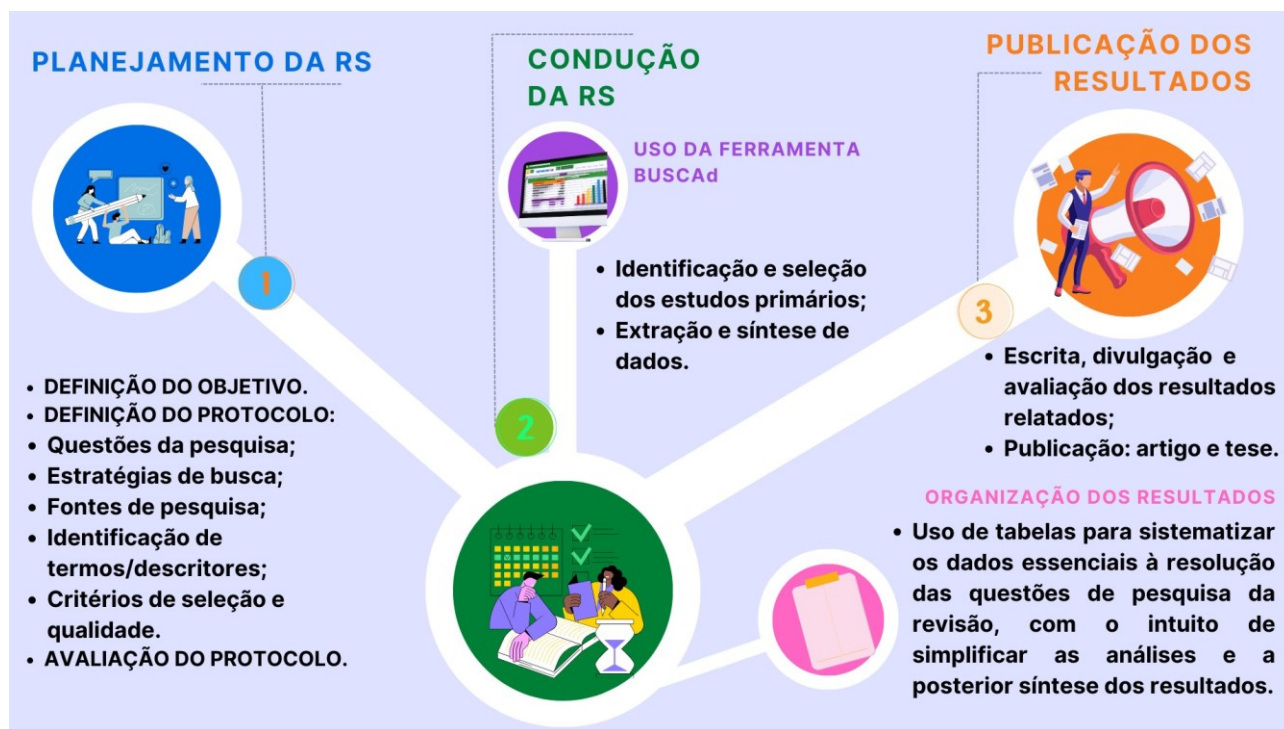 PLANEJAMENTO DA RS
1
• DEFINIÇÃO DO OBJETIVO.
• DEFINIÇÃO DO PROTOCOLO:
• Questões da pesquisa;
• Estratégias de busca;
• Fontes de pesquisa;
• Identificação de
termos/descritores;
• Critérios de seleção e
qualidade.
• AVALIAÇÃO DO PROTOCOLO.
CONDUÇÃO
DA RS
USO DA FERRAMENTA
BUSCAd
• Identificação e seleção
dos estudos primários;
• Extração e síntese de
dados.
2
PUBLICAÇÃO DOS
RESULTADOS
3
• Escrita, divulgação e
avaliação dos resultados
relatados;
• Publicação: artigo e tese.
ORGANIZAÇÃO DOS RESULTADOS
• Uso de tabelas para sistematizar
os dados essenciais à resolução
das questões de pesquisa da
revisão, com o intuito de
simplificar as análises e a
posterior síntese dos resultados.